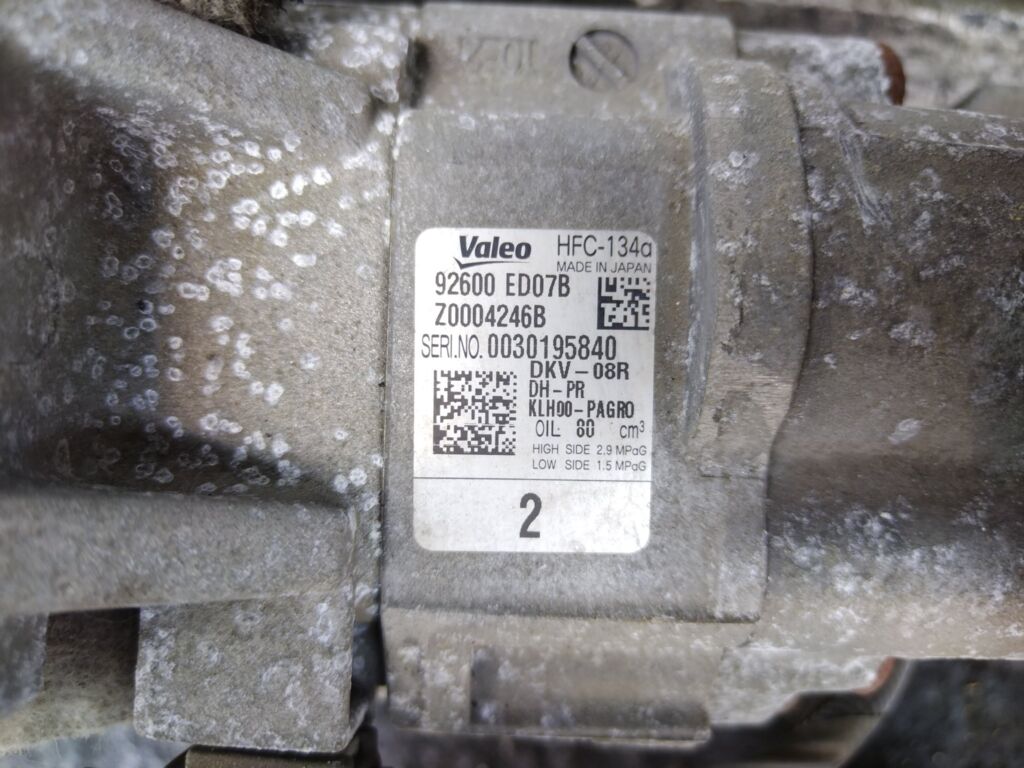 Valeo HFC-134a
MADE IN JAPAN
92600 ED07B
Z0004246B
SERI.NO. 0030195840
DKV-08R
DH-PR
KLH00-PAGR0
OIL: 80 cm³
HIGH SIDE 2.9 MPaG
LOW SIDE 1.5 MPaG
2